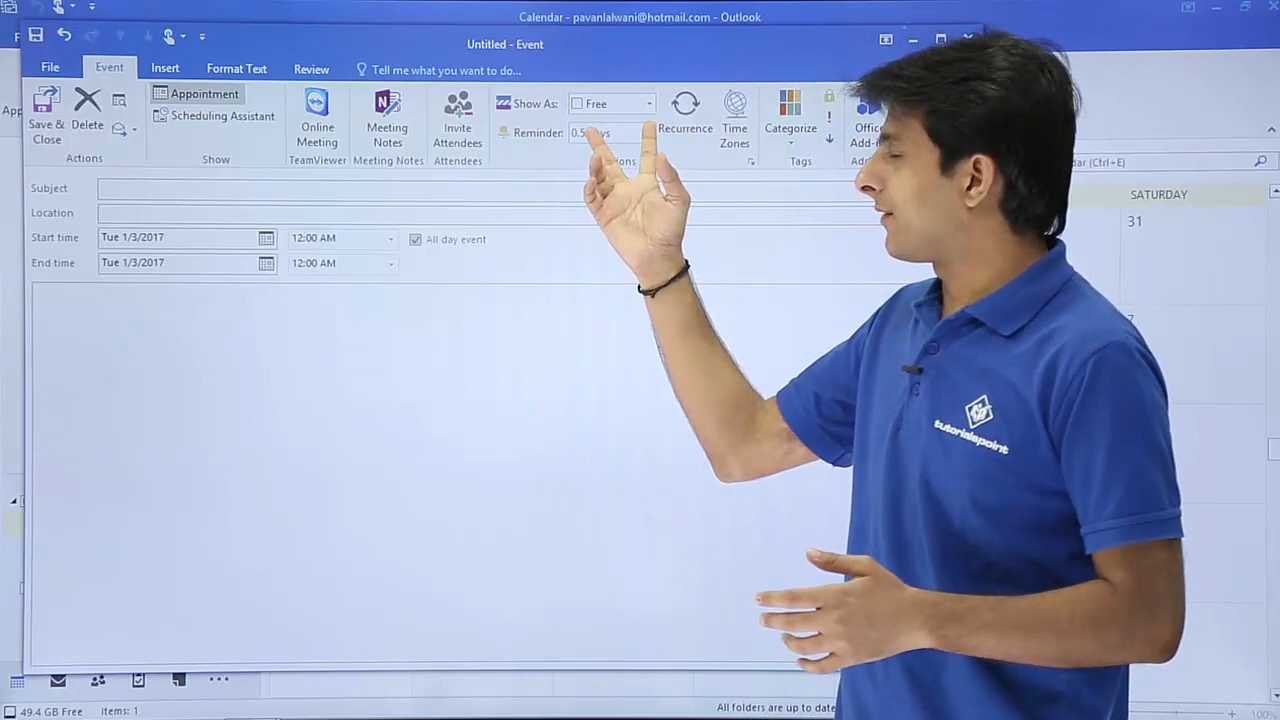 Calendar - pavanlalwani@hotmail.com - Outlook
Untitled - Event
File Event Insert Format Text Review Tell me what you want to do...
Save & Close
Delete
Actions
Appointment
Scheduling Assistant
Show
Online Meeting
TeamViewer
Meeting Notes
Meeting Notes
Invite Attendees
Attendees
Show As: Free
Reminder:
Recurrence
Time Zones
Categorize
Tags
(Ctrl+E)
Subject
Location
Start time Tue 1/3/2017 12:00 AM All day event
End time Tue 1/3/2017 12:00 AM
SATURDAY
31
7
tutorialspoint
49.4 GB Free Items: 1
All folders are up to
100%